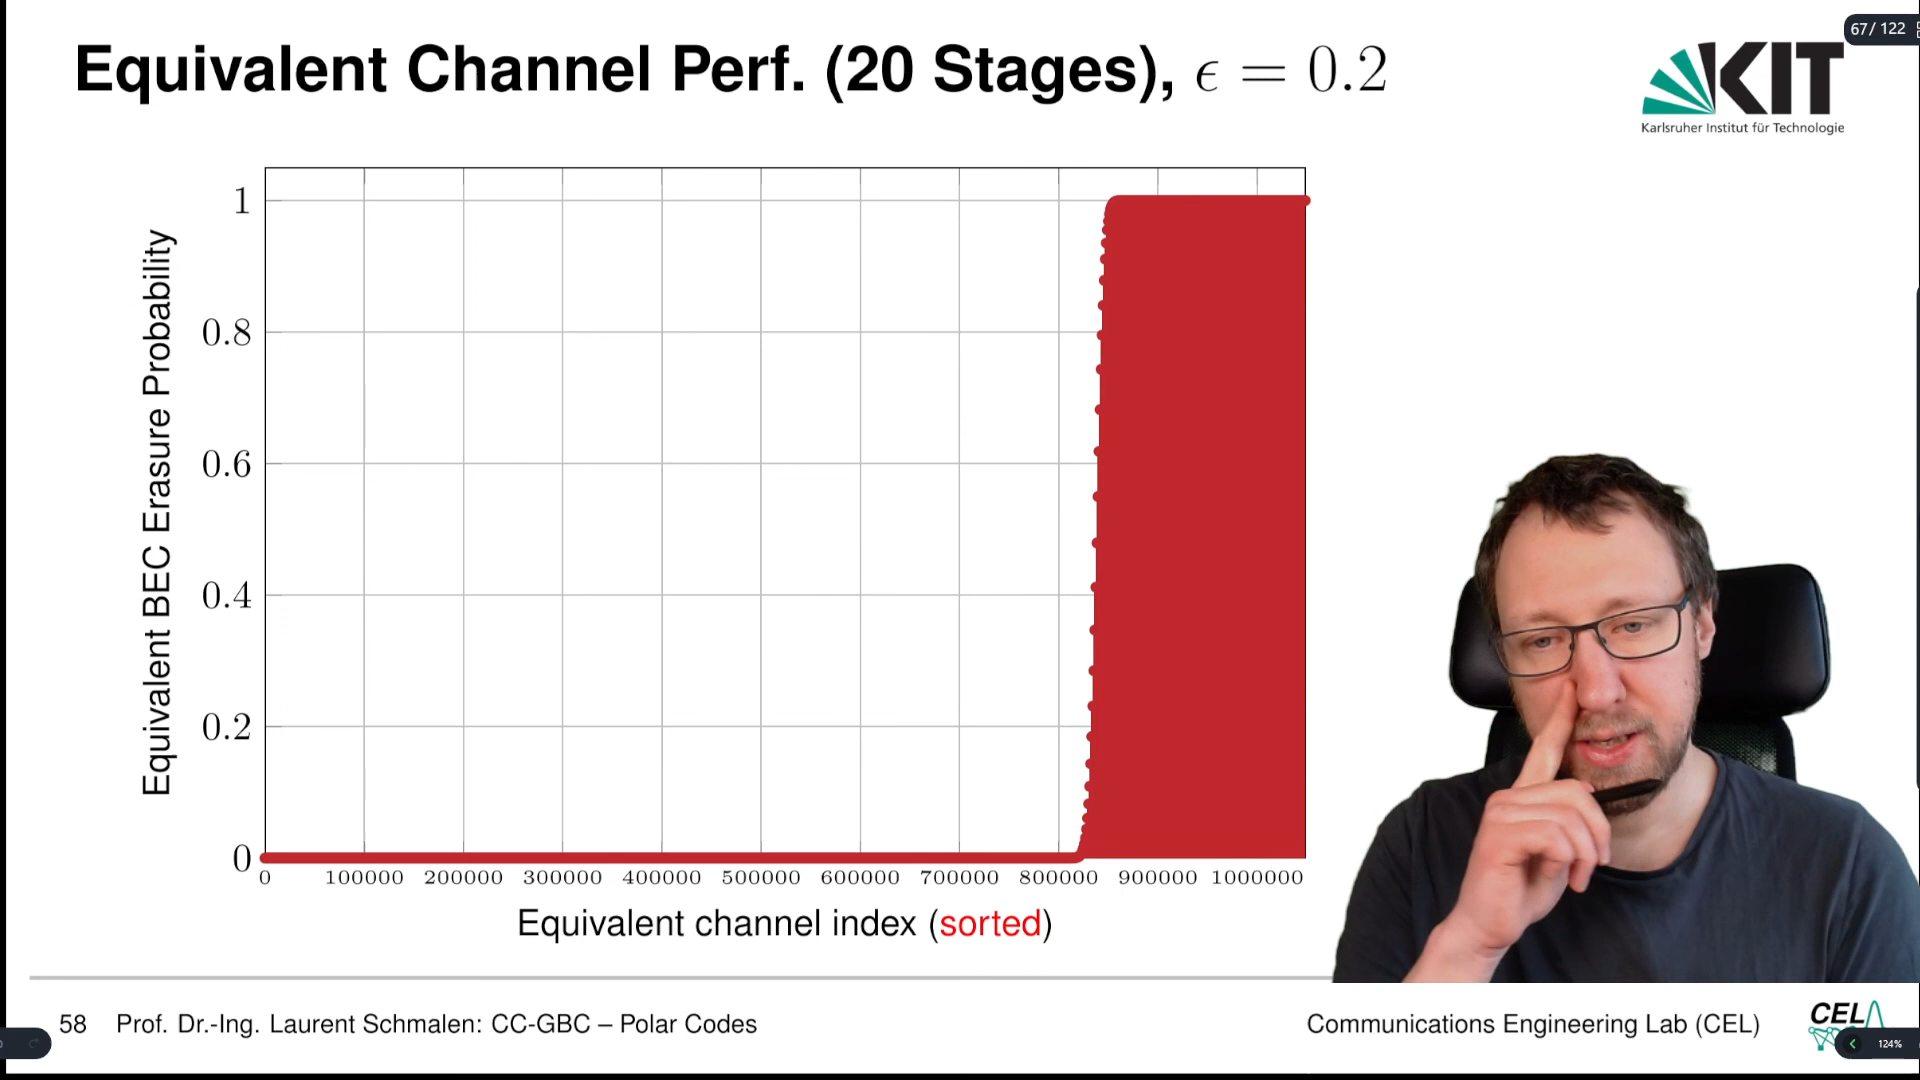 67/ 122
Equivalent Channel Perf. (20 Stages), ϵ = 0.2
KIT
Karlsruher Institut für Technologie
Equivalent BEC Erasure Probability
1
0.8
0.6
0.4
0.2
0
0 100000 200000 300000 400000 500000 600000 700000 800000 900000 1000000
Equivalent channel index (sorted)
58 Prof. Dr.-Ing. Laurent Schmalen: CC-GBC – Polar Codes
Communications Engineering Lab (CEL)
CEL
124%